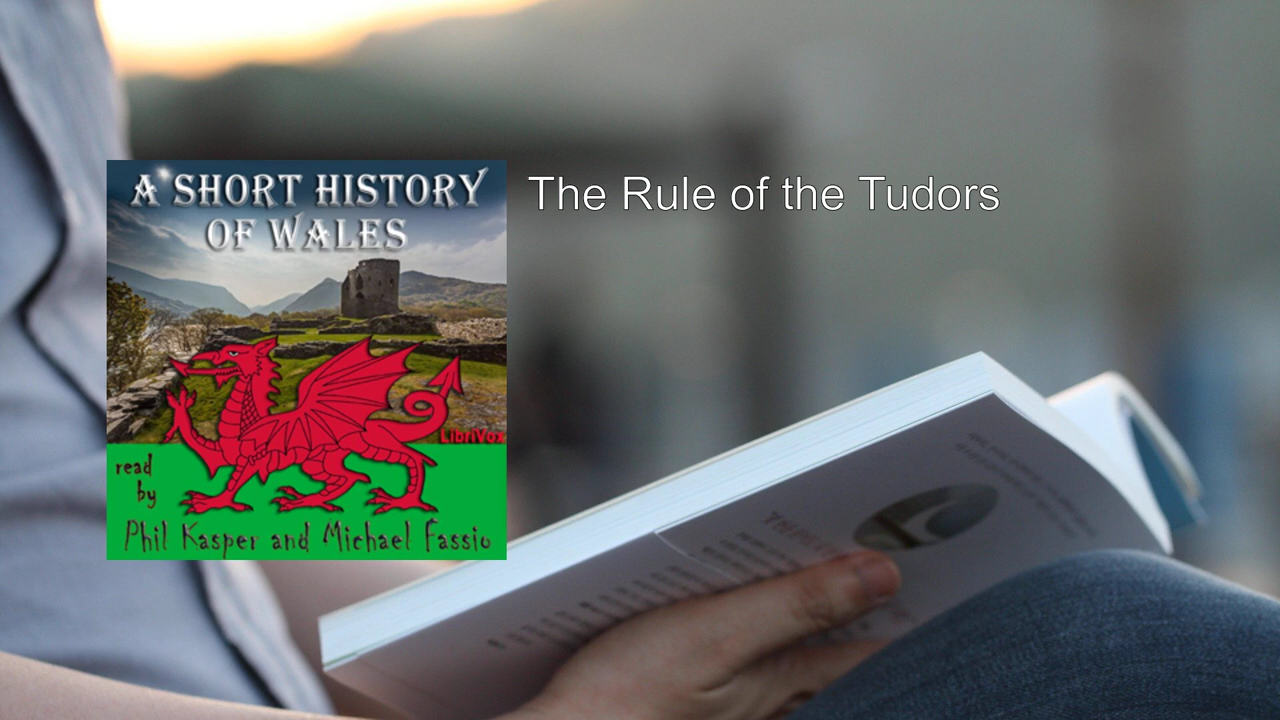 A SHORT HISTORY
OF WALES
The Rule of the Tudors
LibriVox
read
by
Phil Kasper and Michael Fassio